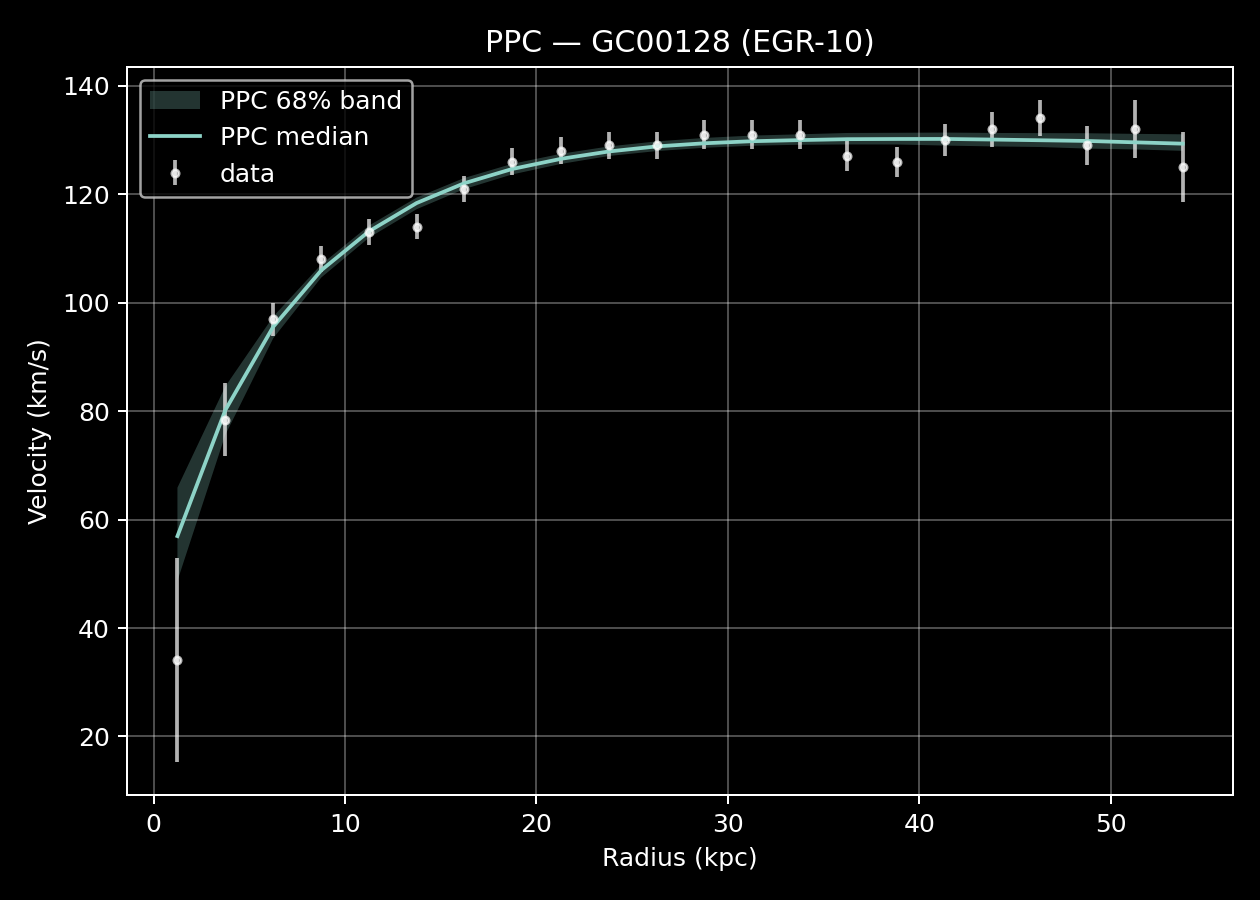 PPC — GC00128 (EGR-10)
PPC 68% band
PPC median
data
Velocity (km/s)
140
120
100
80
60
40
20
0 10 20 30 40 50
Radius (kpc)